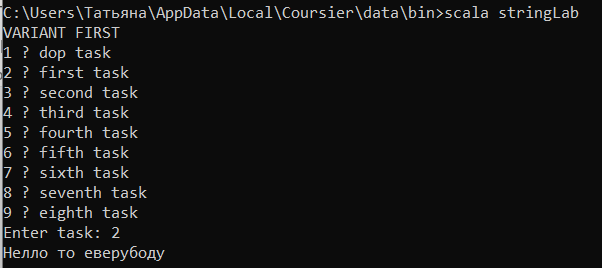 C:\Users\Татьяна\AppData\Local\Coursier\data\bin>scala stringLab
VARIANT FIRST
1 ? dop task
2 ? first task
3 ? second task
4 ? third task
5 ? fourth task
6 ? fifth task
7 ? sixth task
8 ? seventh task
9 ? eighth task
Enter task: 2
Нелло то еверубоду